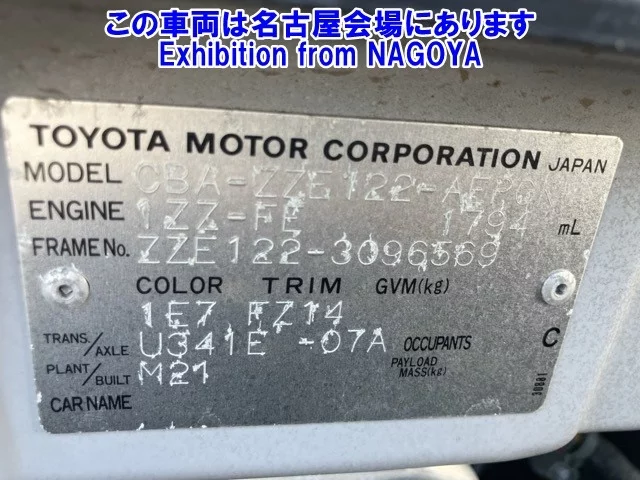 この車両は名古屋会場にあります
Exhibition from NAGOYA
TOYOTA MOTOR CORPORATION JAPAN
MODEL CBA-ZZE122-AEPGK
ENGINE 1ZZ-FE 1794 mL
FRAME No. ZZE122-3096569
COLOR TRIM GVM(kg)
1E7 FZ14
TRANS./AXLE U341E -07A OCCUPANTS C
PLANT/BUILT M21 PAYLOAD MASS(kg)
CAR NAME